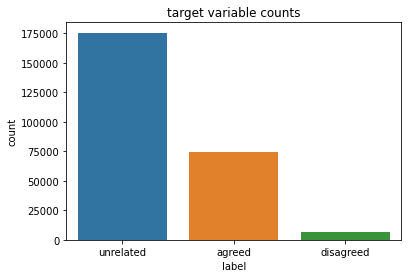 target variable counts
175000
150000
125000
100000
75000
50000
25000
0
count
unrelated agreed disagreed
label